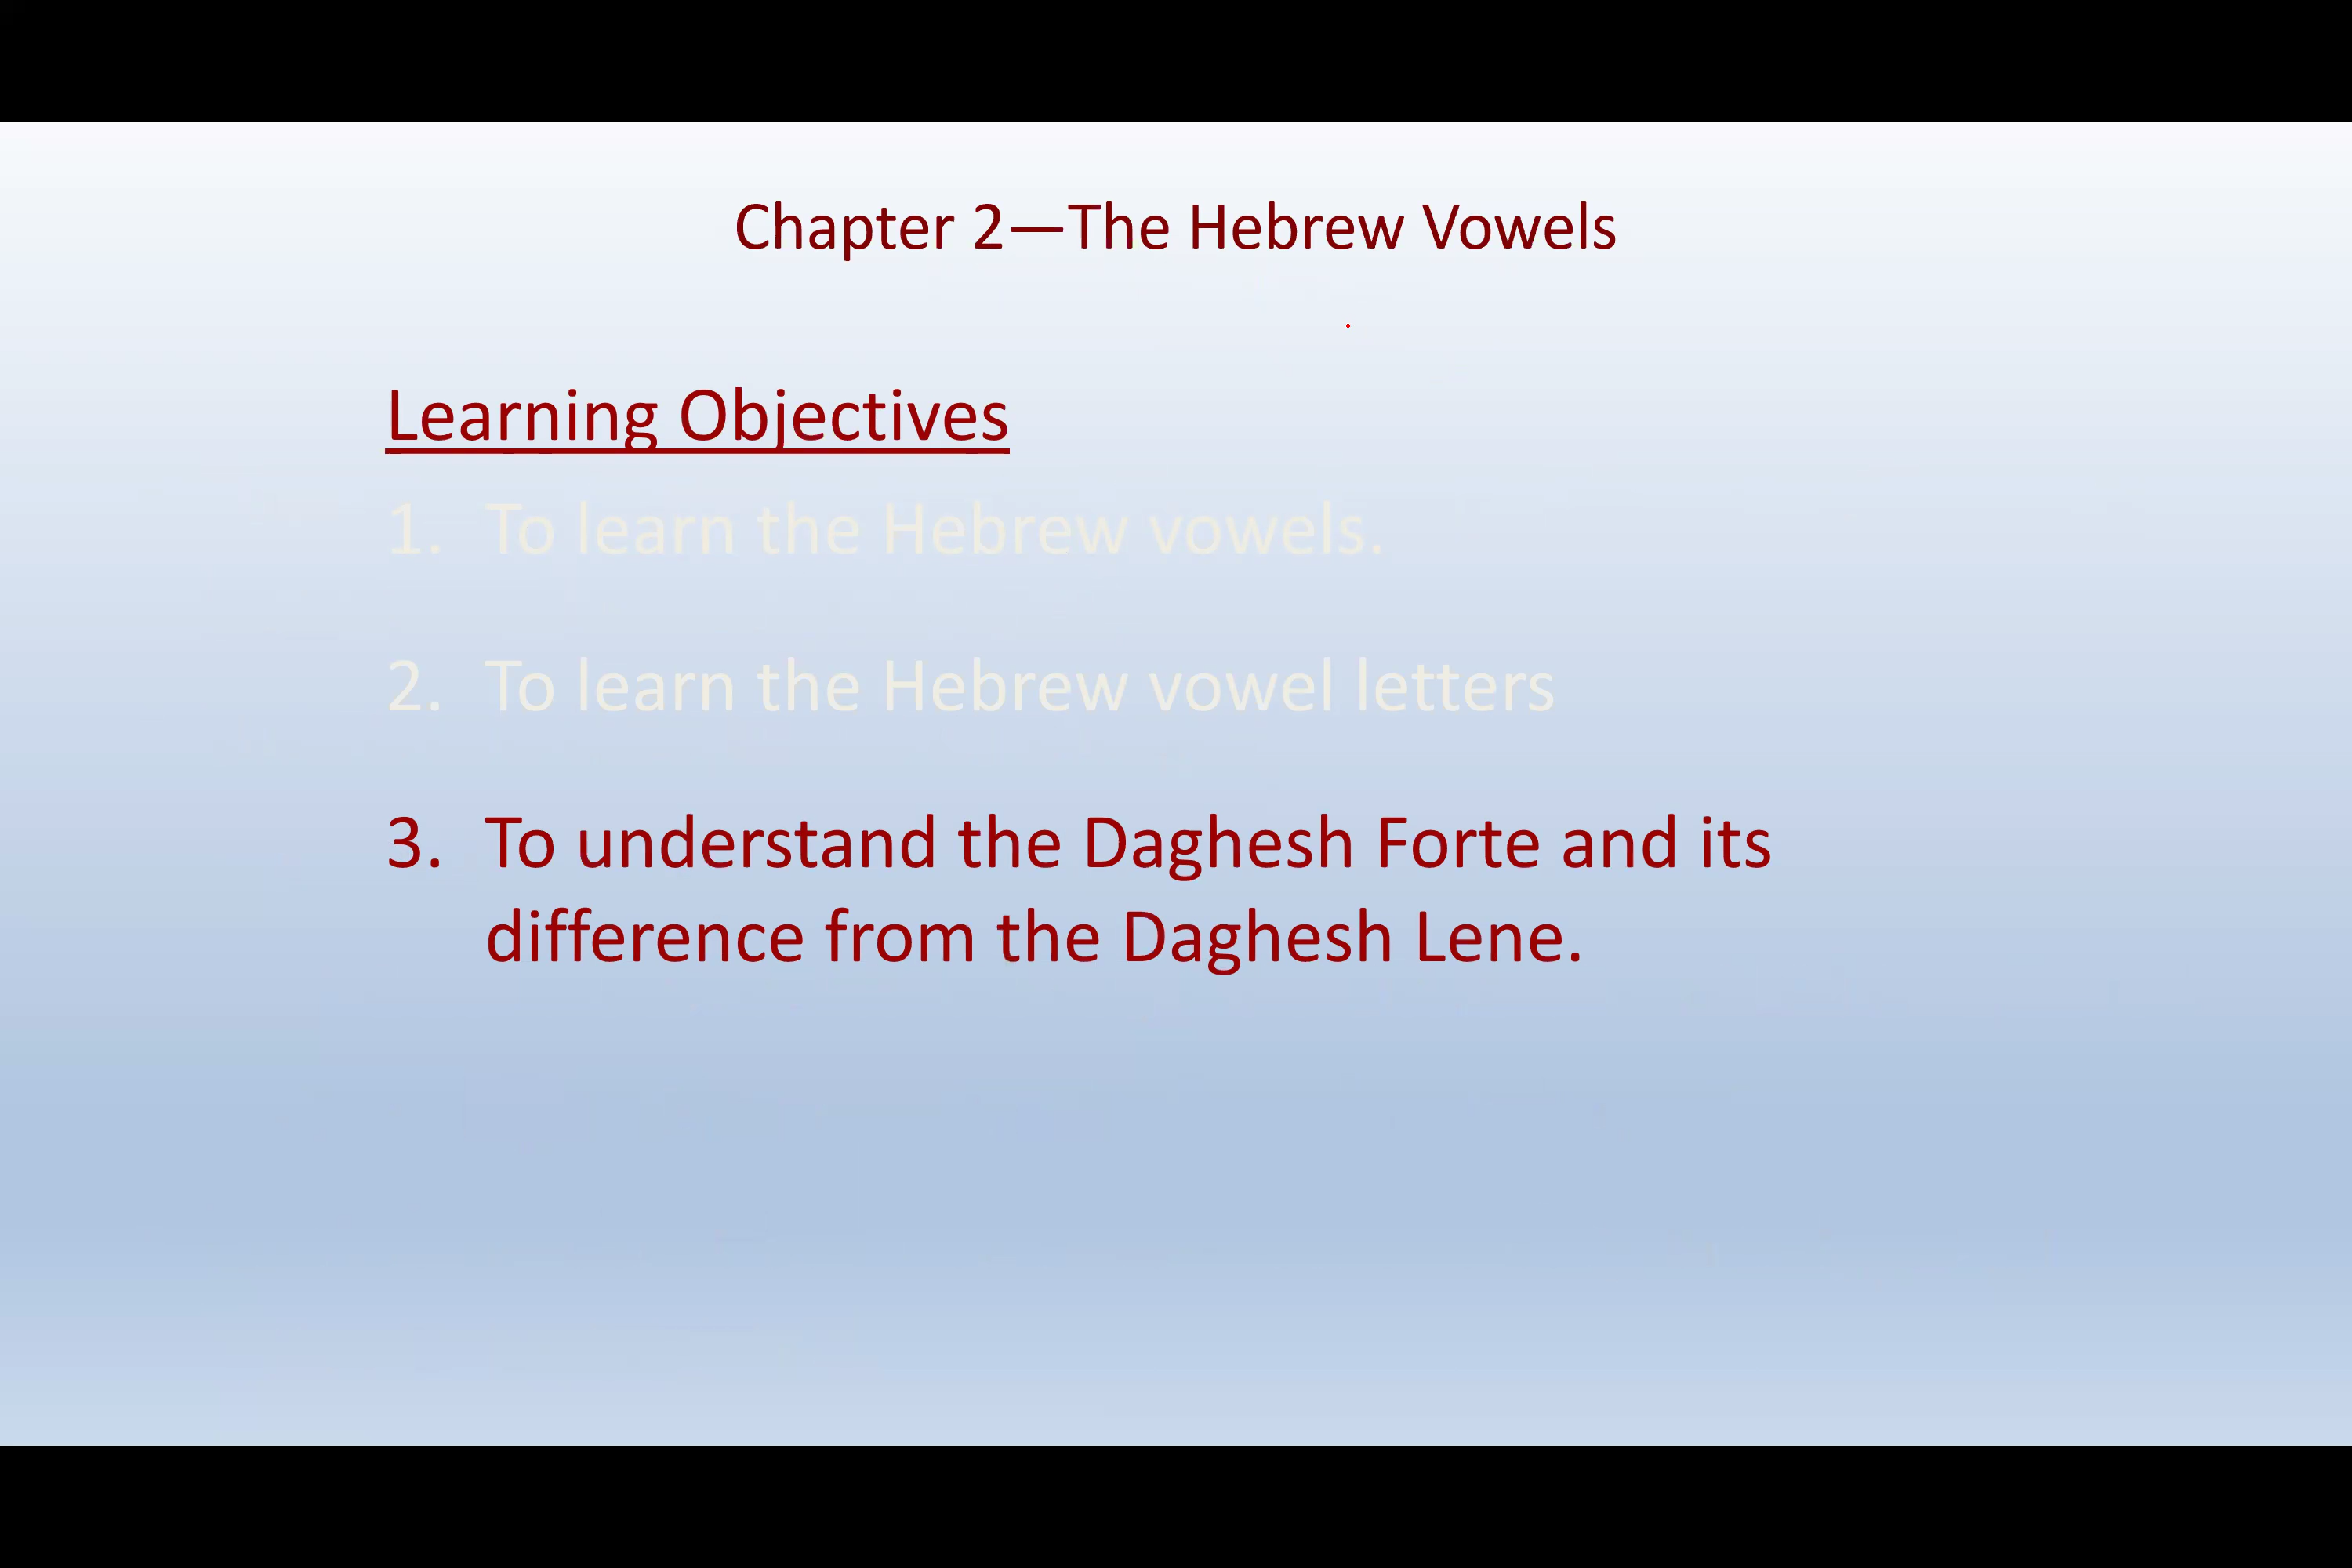 Chapter 2—The Hebrew Vowels
Learning Objectives
1. To learn the Hebrew vowels.
2. To learn the Hebrew vowel letters
3. To understand the Daghesh Forte and its
difference from the Daghesh Lene.